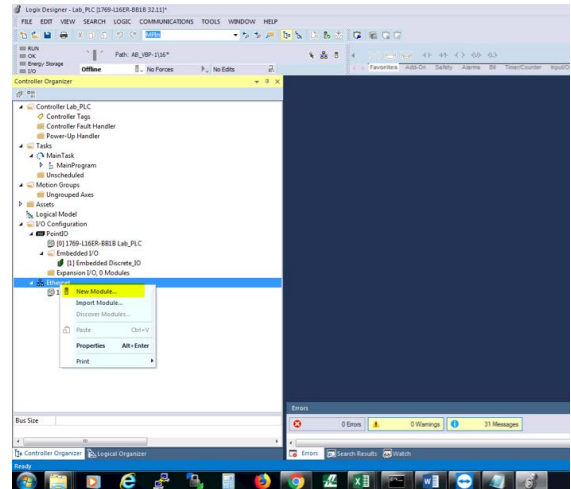 Logix Designer - Lab_PLC [1769-L16ER-BB1B 32.11]*
FILE EDIT VIEW SEARCH LOGIC COMMUNICATIONS TOOLS WINDOW HELP
RUN
OK
Energy Storage
I/O
Path: AB_VBP-1\16*
Offline
No Forces
No Edits
Favorites Add-On Safety Alarms Bit Timer/Counter
Controller Organizer
Controller Lab_PLC
Controller Tags
Controller Fault Handler
Power-Up Handler
Tasks
MainTask
MainProgram
Unscheduled
Motion Groups
Ungrouped Axes
Assets
Logical Model
I/O Configuration
PointIO
[0] 1769-L16ER-BB1B Lab_PLC
Embedded I/O
[1] Embedded Discrete_IO
Expansion I/O, 0 Modules
Ethernet
New Module...
Import Module...
Discover Modules...
Paste Ctrl+V
Properties Alt+Enter
Print
Errors
Bus Size
0 Errors
0 Warnings
31 Messages
Controller Organizer Logical Organizer
Errors Search Results Watch
Ready